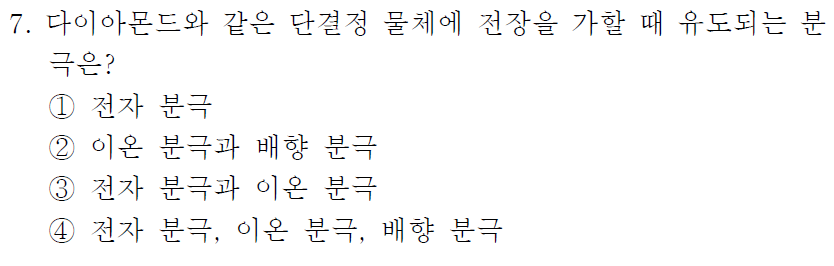 7. 다이아몬드와 같은 단결정 물체에 전장을 가할 때 유도되는 분
극은?
① 전자 분극
② 이온 분극과 배향 분극
③ 전자 분극과 이온 분극
④ 전자 분극, 이온 분극, 배향 분극